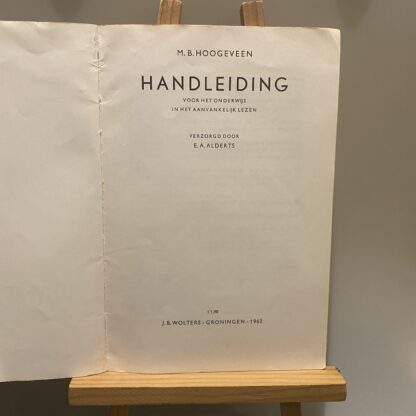 M. B. HOOGEVEEN
HANDLEIDING
VOOR HET ONDERWIJS
IN HET AANVANKELIJK LEZEN
VERZORGD DOOR
E. A. ALDERTS
J. B. WOLTERS - GRONINGEN - 1962